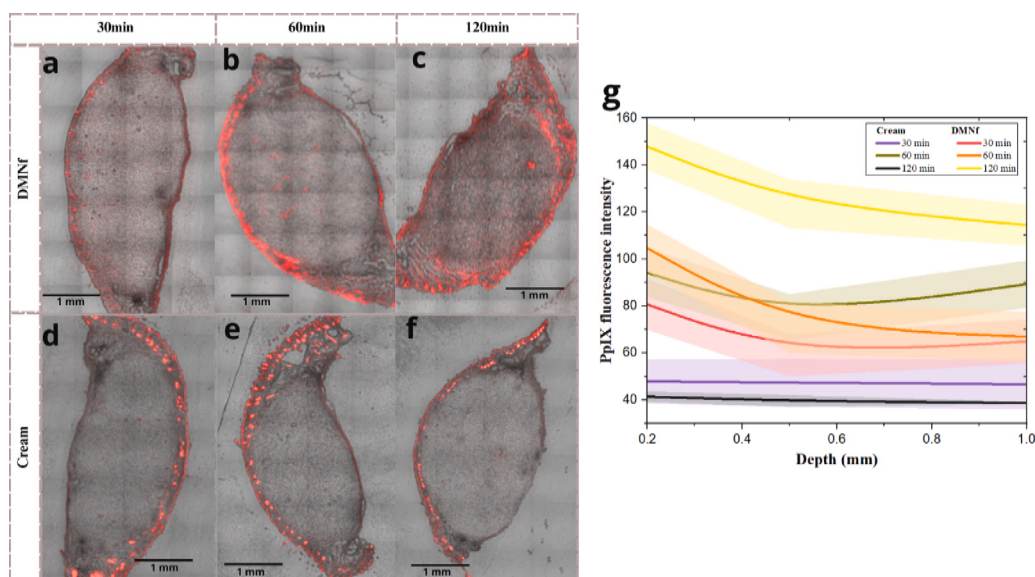 30min 60min 120min
DMNf
Cream
a
b
c
1 mm
1 mm
1 mm
d
e
f
1 mm
1 mm
1 mm
g
PpIX fluorescence intensity
160
140
120
100
80
60
40
0.2 0.4 0.6 0.8 1.0
Depth (mm)
Cream DMNf
30 min 30 min
60 min 60 min
120 min 120 min